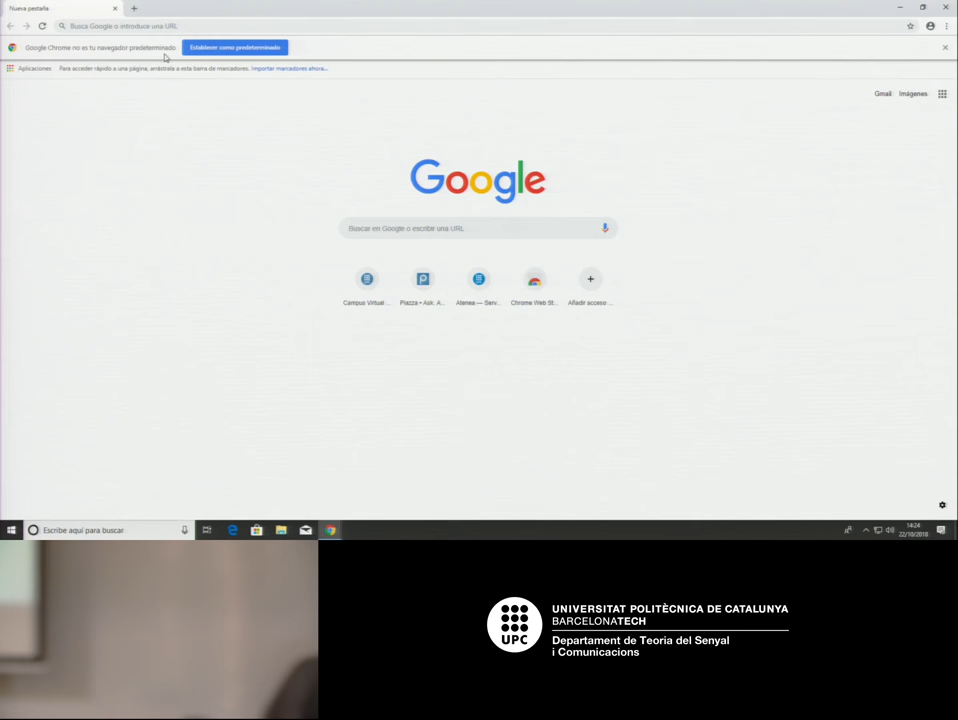 Nueva pestaña
Busca Google o introduce una URL
Google Chrome no es tu navegador predeterminado
Establecer como predeterminado
Aplicaciones
Para acceder rápido a una página, arrástrala a esta barra de marcadores. Importar marcadores ahora...
Gmail Imágenes
Google
Buscar en Google o escribir una URL
Campus Virtual ...
Piazza • Ask. A...
Atenea — Serv...
Chrome Web St...
Añadir acceso ...
Escribe aquí para buscar
14:24
22/10/2018
UPC
UNIVERSITAT POLITÈCNICA DE CATALUNYA
BARCELONATECH
Departament de Teoria del Senyal
i Comunicacions